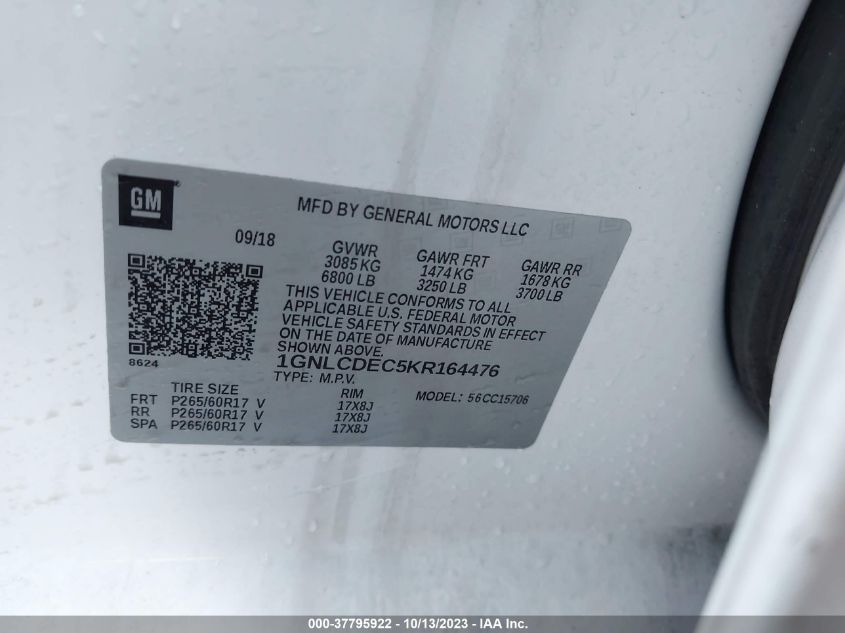 GM
MFD BY GENERAL MOTORS LLC
09/18
GVWR
3085 KG
6800 LB
GAWR FRT
1474 KG
3250 LB
GAWR RR
1678 KG
3700 LB
THIS VEHICLE CONFORMS TO ALL
APPLICABLE U.S. FEDERAL MOTOR
VEHICLE SAFETY STANDARDS IN EFFECT
ON THE DATE OF MANUFACTURE
SHOWN ABOVE.
8624
1GNLCDEC5KR164476
TYPE: M.P.V.
MODEL: 56CC15706
TIRE SIZE RIM
FRT P265/60R17 V 17X8J
RR P265/60R17 V 17X8J
SPA P265/60R17 V 17X8J
000-37795922 - 10/13/2023 - IAA Inc.